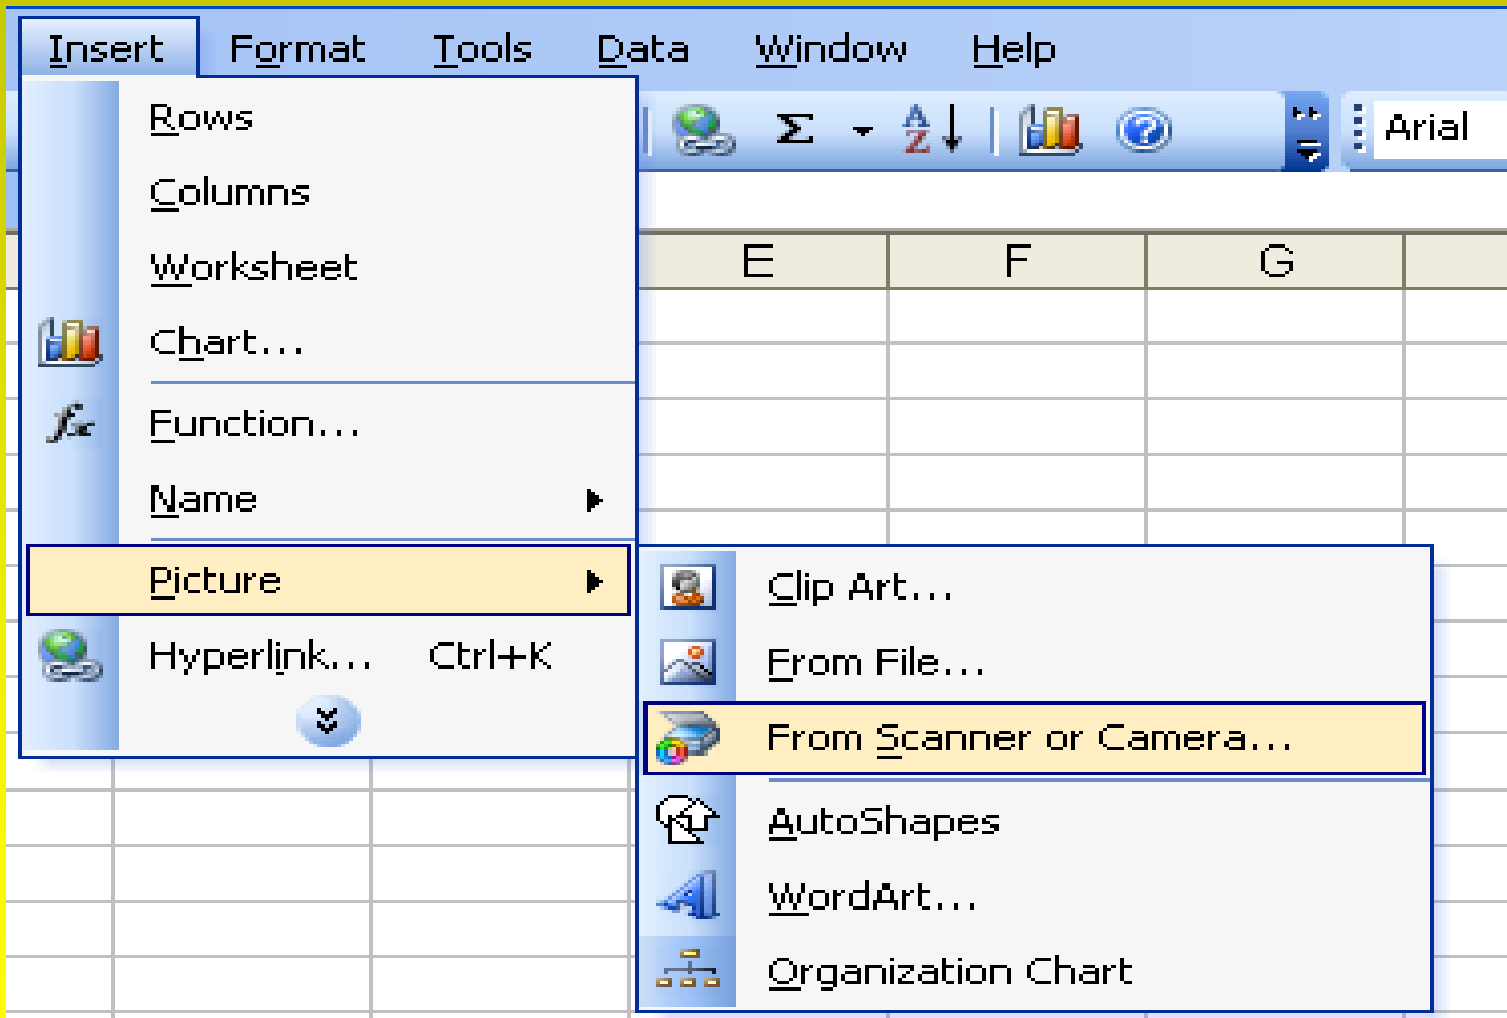 Insert Format Tools Data Window Help
Σ A Z Arial
E F G
Rows
Columns
Worksheet
Chart...
fx Function...
Name
Picture
Hyperlink... Ctrl+K
Clip Art...
From File...
From Scanner or Camera...
AutoShapes
WordArt...
Organization Chart